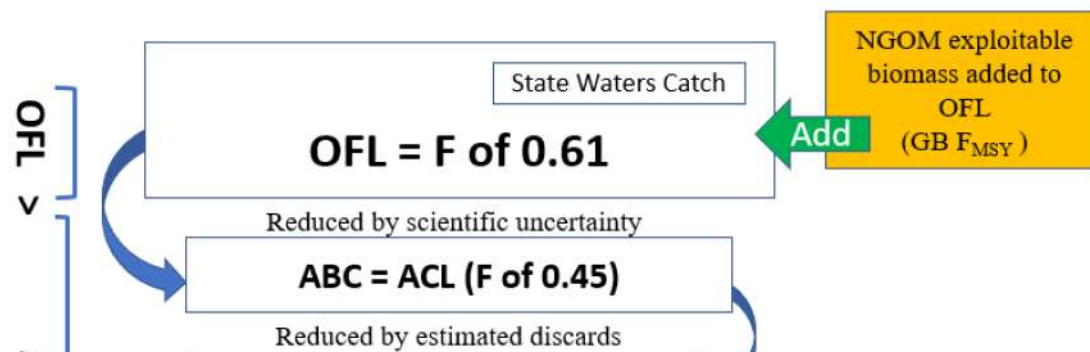 NGOM exploitable
biomass added to
OFL
(GB FMSY )
State Waters Catch
Add
OFL = F of 0.61
OFL >
Reduced by scientific uncertainty
ABC = ACL (F of 0.45)
Reduced by estimated discards